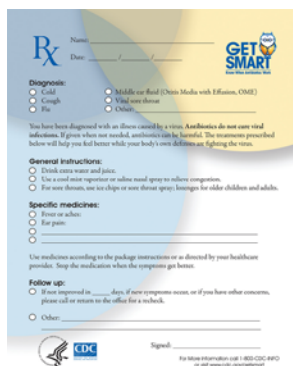 Rx
Name:
Date: / /
GET
SMART
Know When Antibiotics Work
Diagnosis:
Cold
Middle ear fluid (Otitis Media with Effusion, OME)
Cough
Viral sore throat
Flu
Other:
You have been diagnosed with an illness caused by a virus. Antibiotics do not cure viral
infections. If given when not needed, antibiotics can be harmful. The treatments prescribed
below will help you feel better while your body's own defenses are fighting the virus.
General Instructions:
Drink extra water and juice.
Use a cool mist vaporizer or saline nasal spray to relieve congestion.
For sore throats, use ice chips or sore throat spray; lozenges for older children and adults.
Specific medicines:
Fever or aches:
Ear pain:
Use medicines according to the package instructions or as directed by your healthcare
provider. Stop the medication when the symptoms get better.
Follow up:
If not improved in days, if new symptoms occur, or if you have other concerns,
please call or return to the office for a recheck.
Other:
CDC
Signed:
For More Information call 1-800-CDC-INFO
or visit www.cdc.gov/getsmart